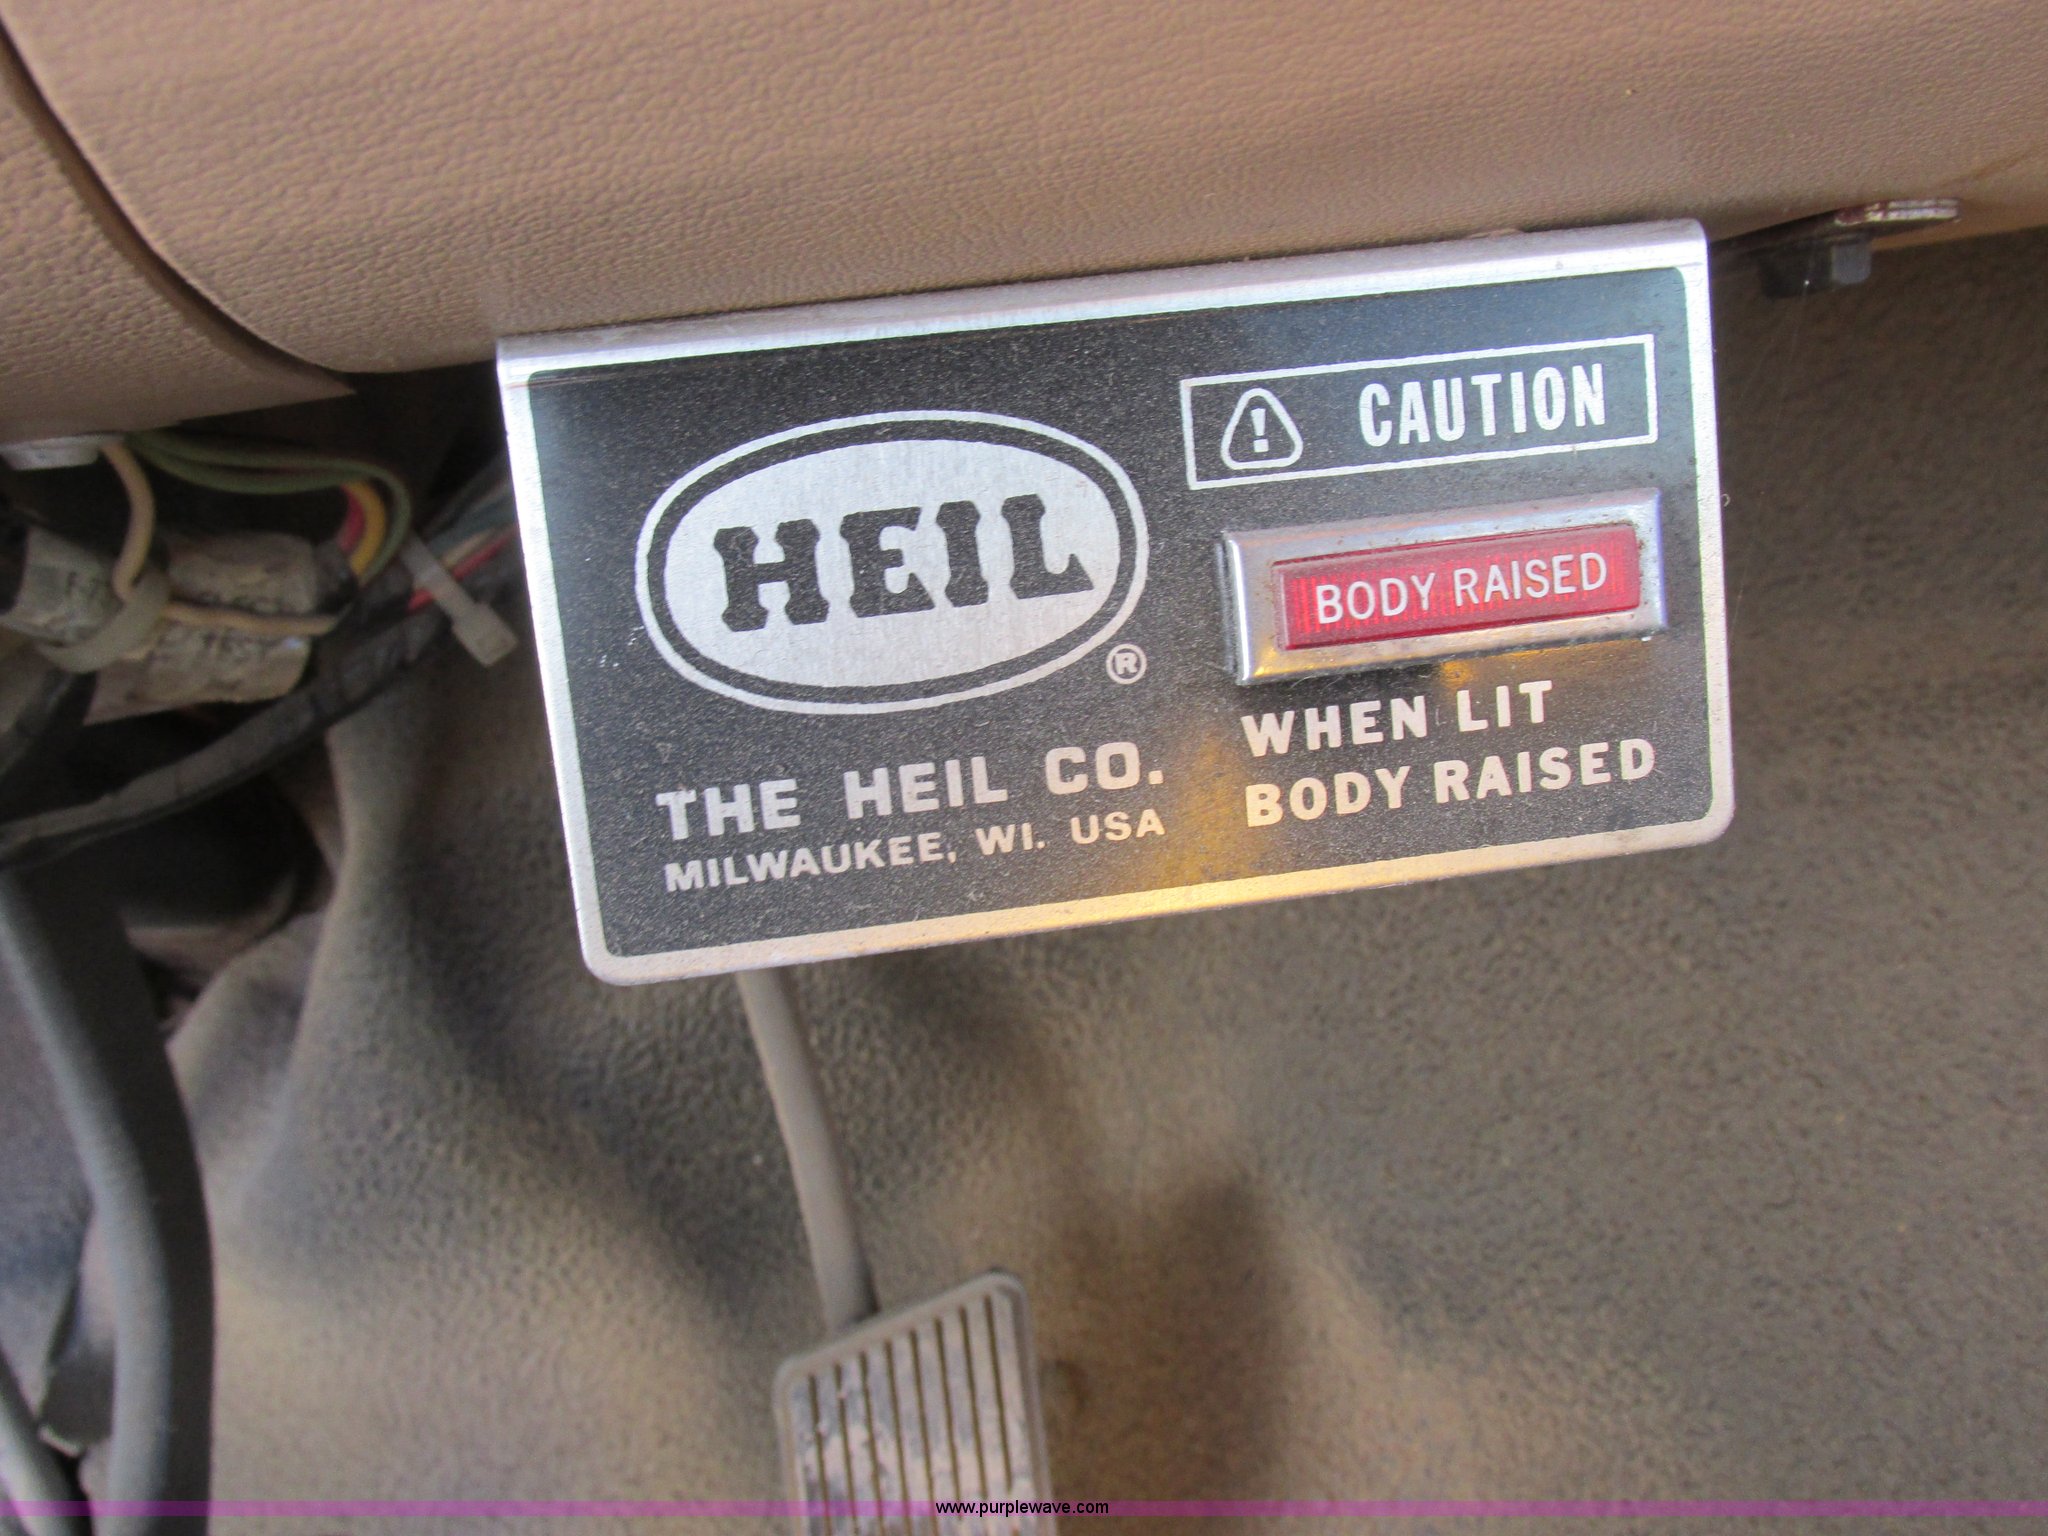 HEIL
®
THE HEIL CO.
MILWAUKEE, WI. USA
! CAUTION
BODY RAISED
WHEN LIT
BODY RAISED
www.purplewave.com